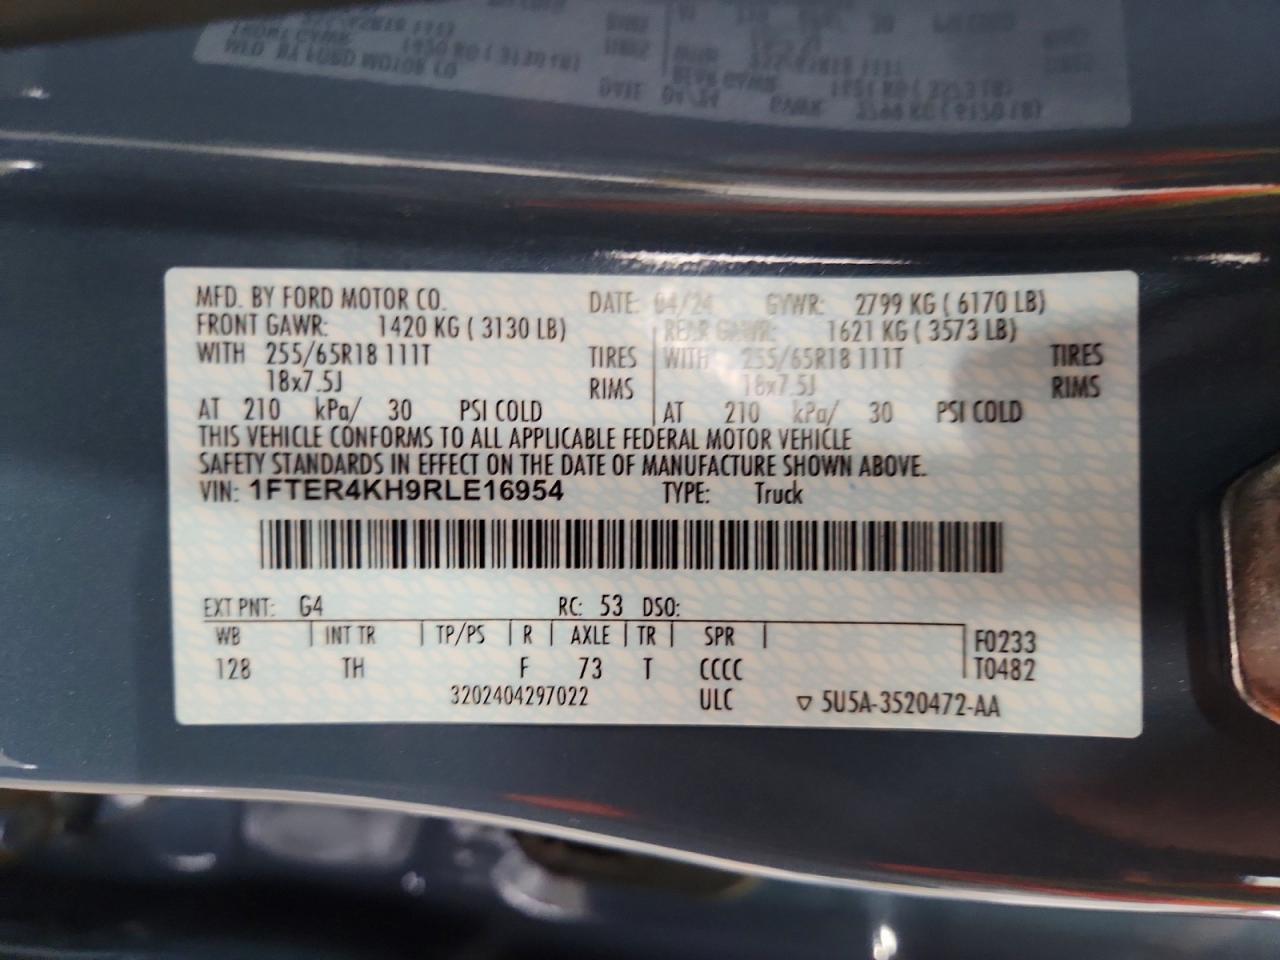 MFD. BY FORD MOTOR CO. DATE: 04/24 GVWR: 2799 KG ( 6170 LB)
FRONT GAWR: 1420 KG ( 3130 LB) REAR GAWR: 1621 KG ( 3573 LB)
WITH 255/65R18 111T TIRES WITH 255/65R18 111T TIRES
18x7.5J RIMS 18x7.5J RIMS
AT 210 kPa/ 30 PSI COLD AT 210 kPa/ 30 PSI COLD
THIS VEHICLE CONFORMS TO ALL APPLICABLE FEDERAL MOTOR VEHICLE
SAFETY STANDARDS IN EFFECT ON THE DATE OF MANUFACTURE SHOWN ABOVE.
VIN: 1FTER4KH9RLE16954 TYPE: Truck
EXT PNT: G4 RC: 53 DSO:
WB INT TR TP/PS R AXLE TR SPR F0233
128 TH F 73 T CCCC T0482
3202404297022 ULC ▽ 5U5A-3520472-AA